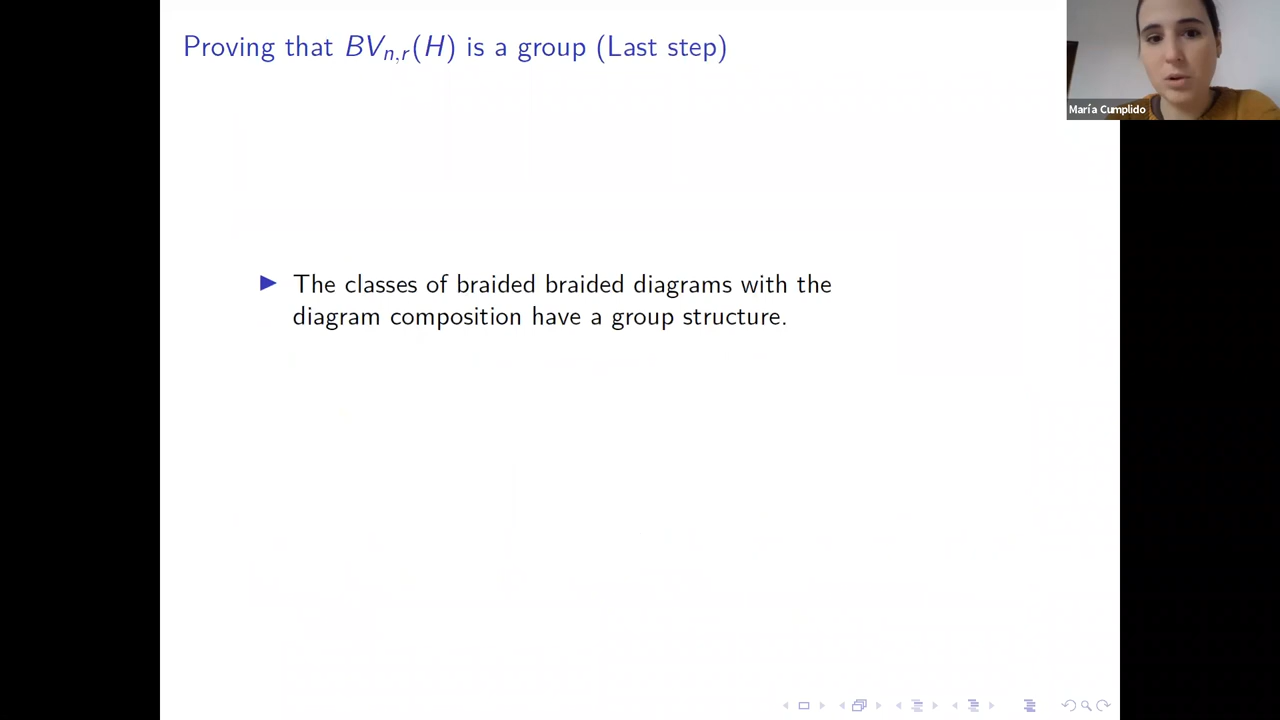 Proving that BVn,r(H) is a group (Last step)
María Cumplido
The classes of braided braided diagrams with the
diagram composition have a group structure.